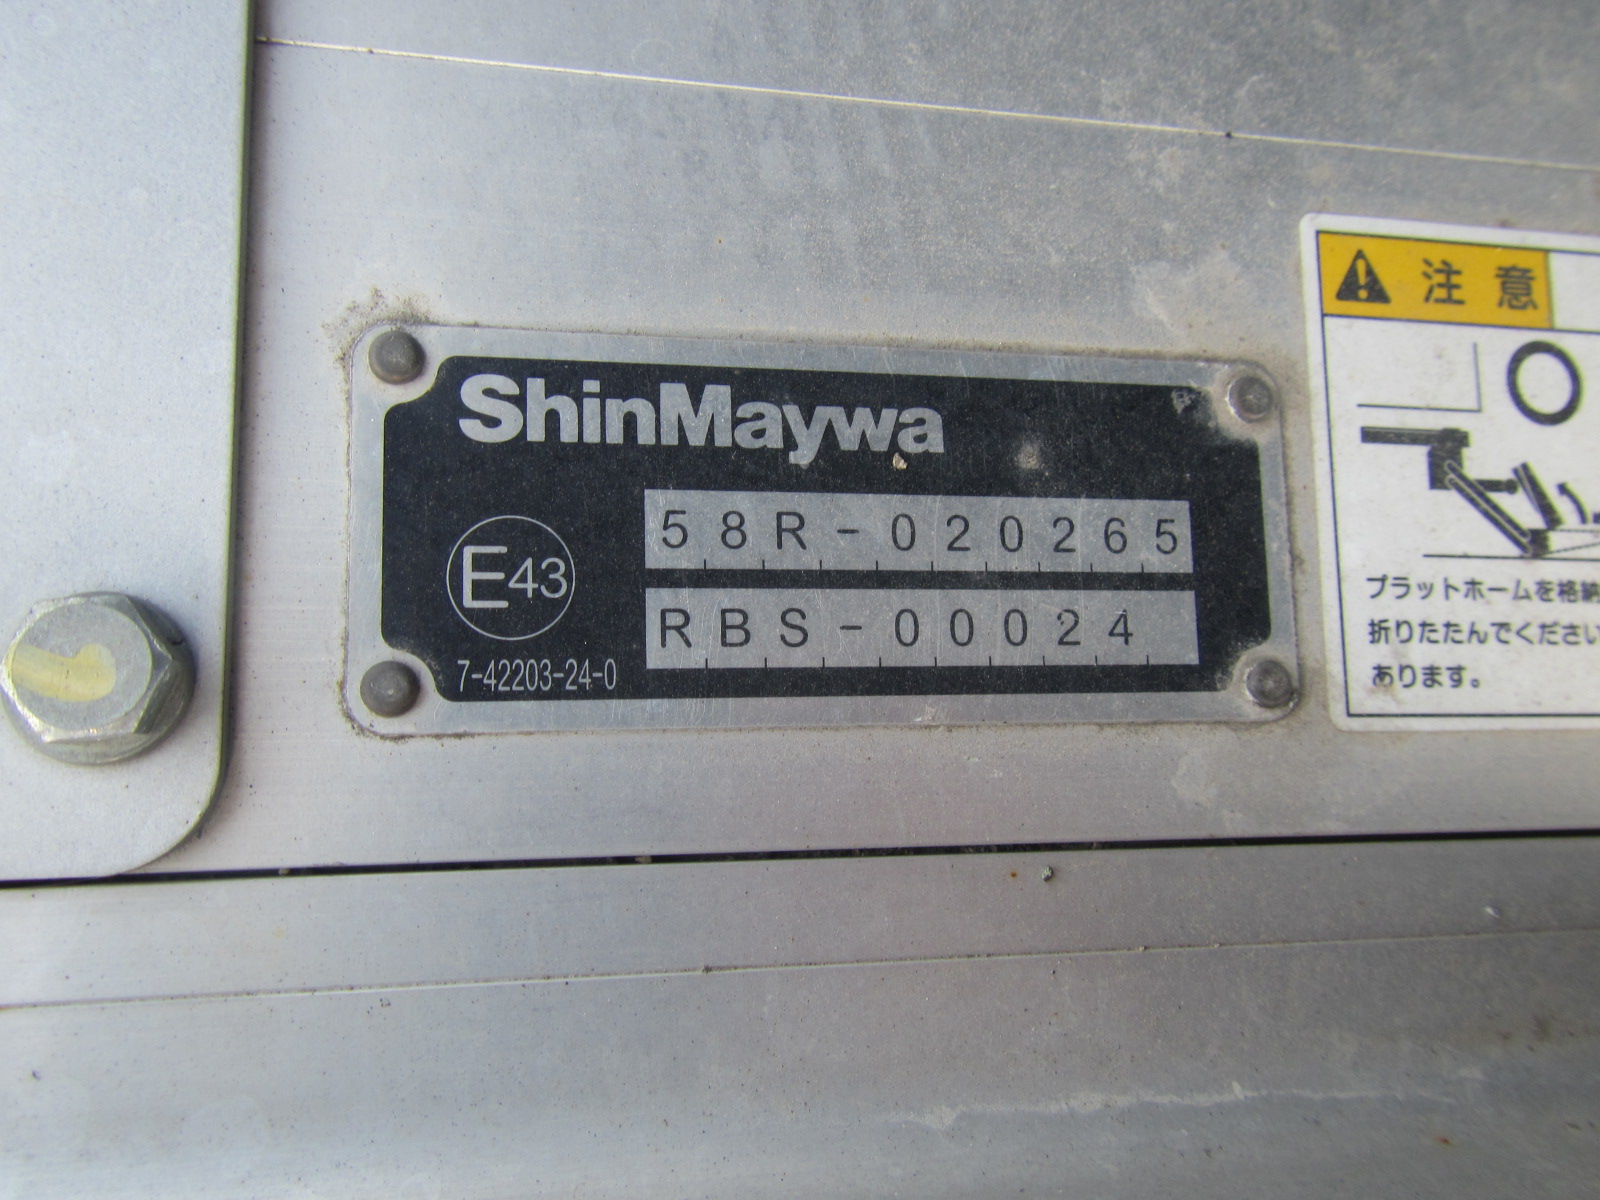 ShinMaywa
58R-020265
E43
RBS-00024
7-42203-24-0
注意
プラットホームを格納
折りたたんでください
あります。